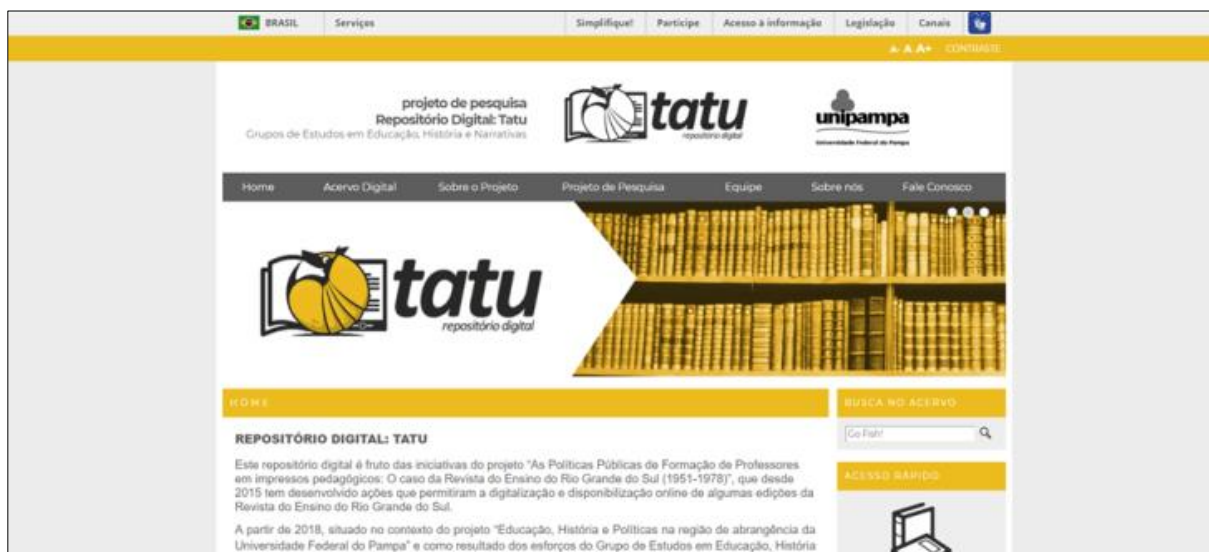 BRASIL Serviços Simplifique! Participe Acesso à informação Legislação Canais
A- A A+ CONTRASTE
projeto de pesquisa
Repositório Digital: Tatu
Grupos de Estudos em Educação, História e Narrativas
tatu
repositório digital
unipampa
Universidade Federal do Pampa
Home Acervo Digital Sobre o Projeto Projeto de Pesquisa Equipe Sobre nós Fale Conosco
tatu
repositório digital
HOME
BUSCA NO ACERVO
Go Fish!
REPOSITÓRIO DIGITAL: TATU
Este repositório digital é fruto das iniciativas do projeto "As Políticas Públicas de Formação de Professores
em impressos pedagógicos: O caso da Revista do Ensino do Rio Grande do Sul (1951-1978)", que desde
2015 tem desenvolvido ações que permitiram a digitalização e disponibilização online de algumas edições da
Revista do Ensino do Rio Grande do Sul.
A partir de 2018, situado no contexto do projeto "Educação, História e Políticas na região de abrangência da
Universidade Federal do Pampa" e como resultado dos esforços do Grupo de Estudos em Educação, História
ACESSO RÁPIDO